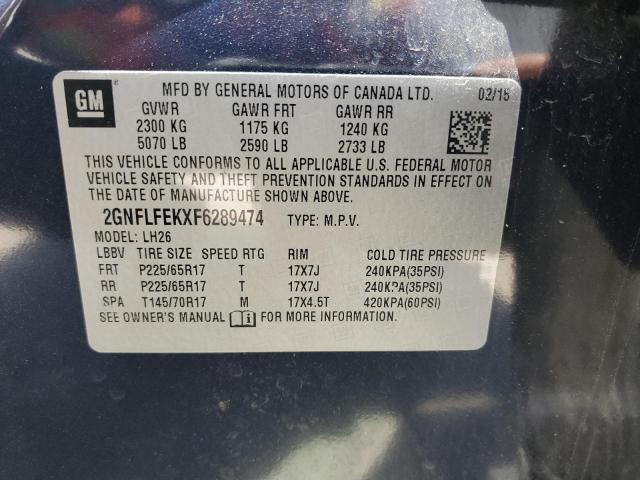 GM
MFD BY GENERAL MOTORS OF CANADA LTD. 02/15
GVWR GAWR FRT GAWR RR
2300 KG 1175 KG 1240 KG
5070 LB 2590 LB 2733 LB
THIS VEHICLE CONFORMS TO ALL APPLICABLE U.S. FEDERAL MOTOR
VEHICLE SAFETY AND THEFT PREVENTION STANDARDS IN EFFECT ON
THE DATE OF MANUFACTURE SHOWN ABOVE.
2GNFLFEKXF6289474 TYPE: M.P.V.
MODEL: LH26
LBBV TIRE SIZE SPEED RTG RIM COLD TIRE PRESSURE
FRT P225/65R17 T 17X7J 240KPA(35PSI)
RR P225/65R17 T 17X7J 240KPA(35PSI)
SPA T145/70R17 M 17X4.5T 420KPA(60PSI)
SEE OWNER'S MANUAL FOR MORE INFORMATION.